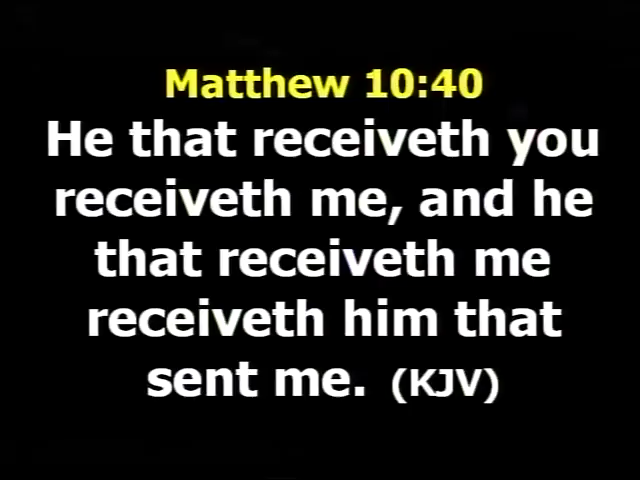 Matthew 10:40
He that receiveth you
receiveth me, and he
that receiveth me
receiveth him that
sent me. (KJV)